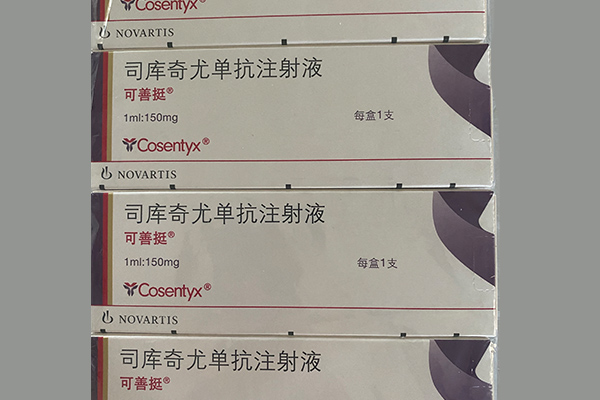 Cosentyx®
NOVARTIS
司库奇尤单抗注射液
可善挺®
1ml:150mg
每盒1支
Cosentyx®
NOVARTIS
司库奇尤单抗注射液
可善挺®
1ml:150mg
每盒1支
Cosentyx®
NOVARTIS
司库奇尤单抗注射液
可善挺®